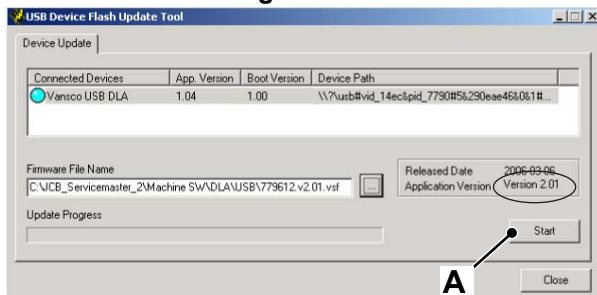 USB Device Flash Update Tool
Device Update
Connected Devices App. Version Boot Version Device Path
Vansco USB DLA 1.04 1.00 \\?\usb#vid_14ec&pid_7790#5&290eae46&0&1#...
Firmware File Name
C:\JCB_Servicemaster_2\Machine SW\DLA\USB\779612.v2.01.vsf ...
Released Date 2006-03-06
Application Version Version 2.01
Update Progress
Start
A
Close